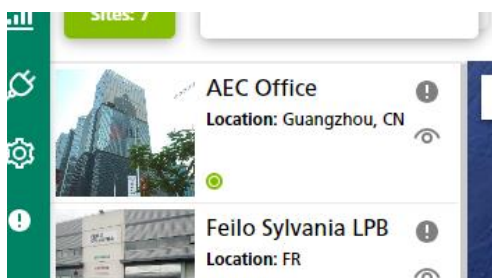 Sites: 7
AEC Office
Location: Guangzhou, CN
Feilo Sylvania LPB
Location: FR